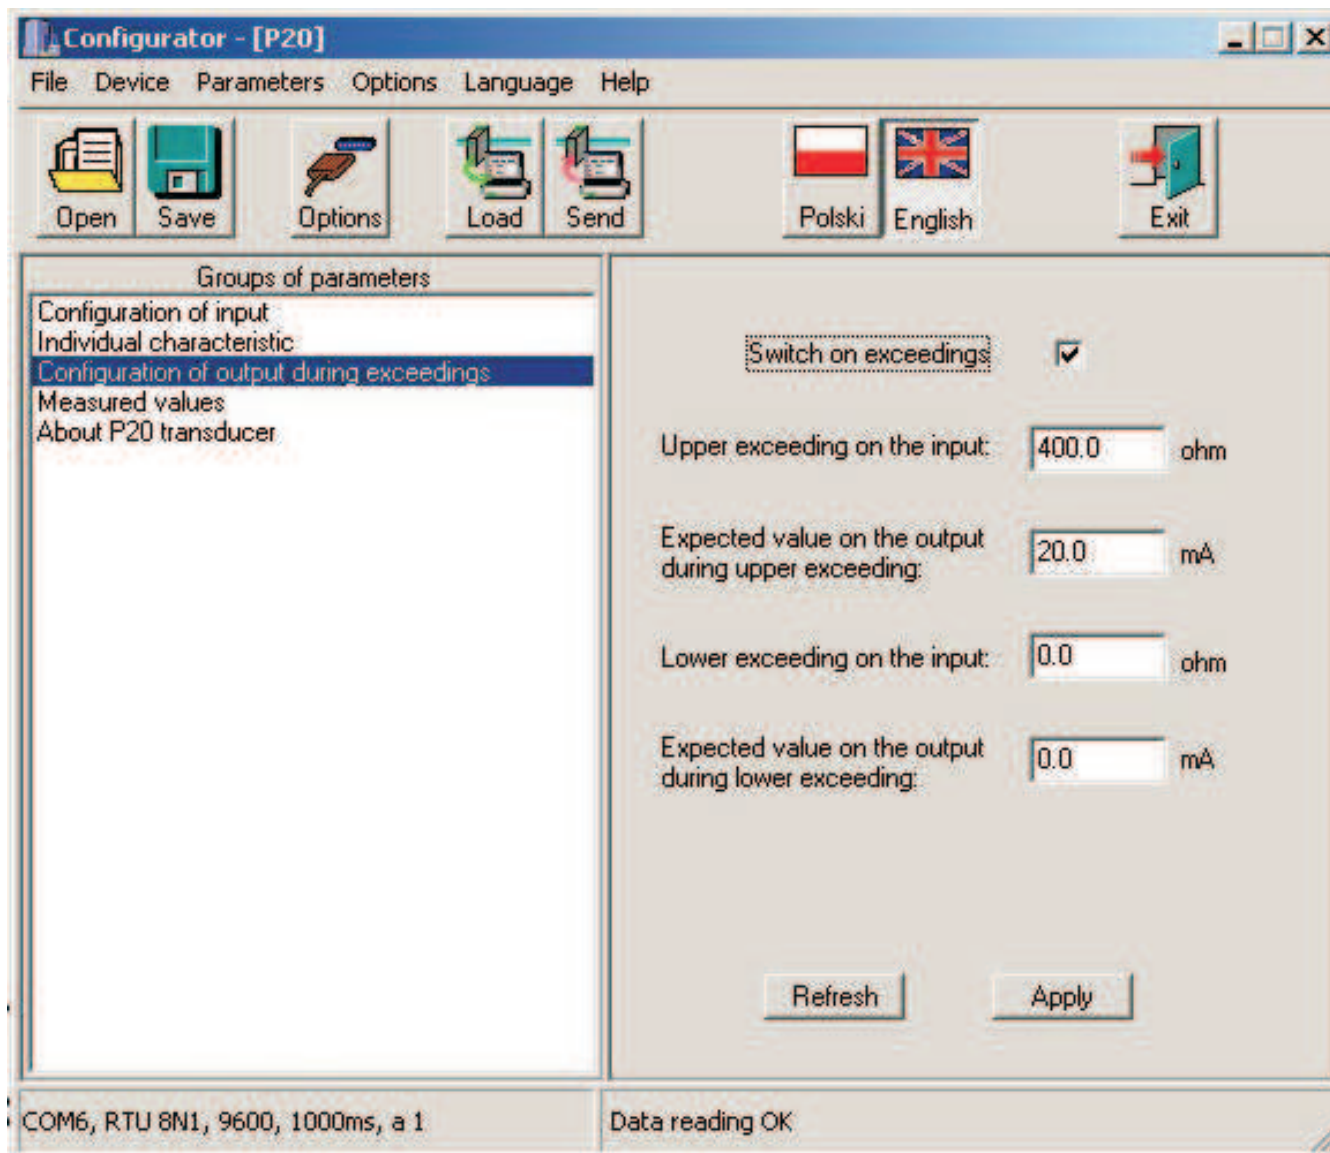 Configurator - [P20]
File Device Parameters Options Language Help
Open Save Options Load Send Polski English Exit
Groups of parameters
Configuration of input
Individual characteristic
Configuration of output during exceedings
Measured values
About P20 transducer
Switch on exceedings
Upper exceeding on the input: 400.0 ohm
Expected value on the output
during upper exceeding: 20.0 mA
Lower exceeding on the input: 0.0 ohm
Expected value on the output
during lower exceeding: 0.0 mA
Refresh Apply
COM6, RTU 8N1, 9600, 1000ms, a 1 Data reading OK